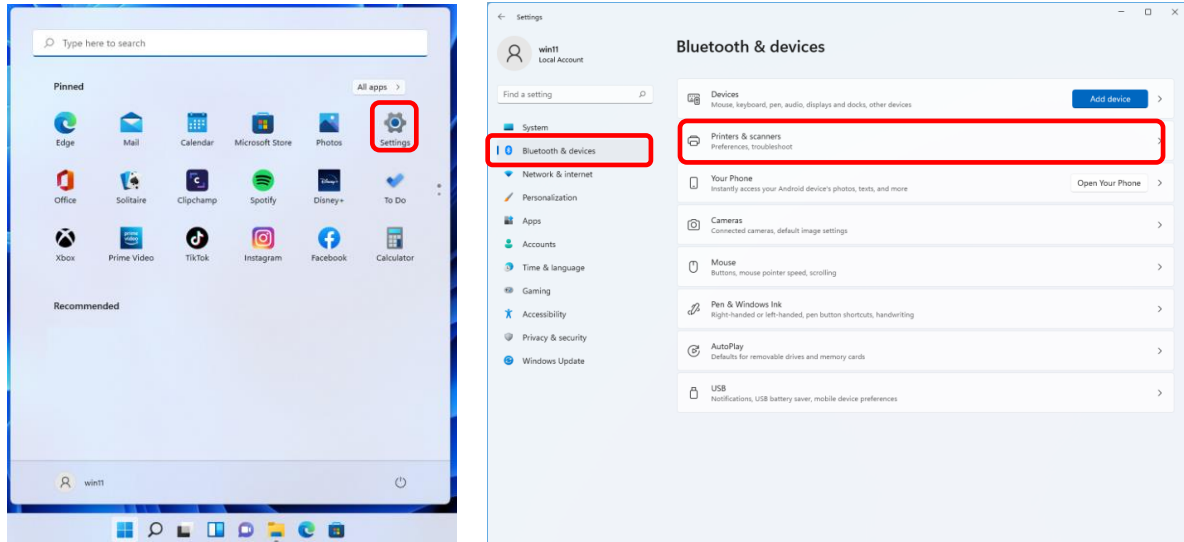 Type here to search
Pinned
All apps >
Edge
Mail
Calendar
Microsoft Store
Photos
Settings
Office
Solitaire
Clipchamp
Spotify
Disney+
To Do
Xbox
Prime Video
TikTok
Instagram
Facebook
Calculator
Recommended
win11
Settings
win11
Local Account
Find a setting
System
Bluetooth & devices
Network & internet
Personalization
Apps
Accounts
Time & language
Gaming
Accessibility
Privacy & security
Windows Update
Bluetooth & devices
Devices
Mouse, keyboard, pen, audio, displays and docks, other devices
Add device
Printers & scanners
Preferences, troubleshoot
Your Phone
Instantly access your Android device's photos, texts, and more
Open Your Phone
Cameras
Connected cameras, default image settings
Mouse
Buttons, mouse pointer speed, scrolling
Pen & Windows Ink
Right-handed or left-handed, pen button shortcuts, handwriting
AutoPlay
Defaults for removable drives and memory cards
USB
Notifications, USB battery saver, mobile device preferences